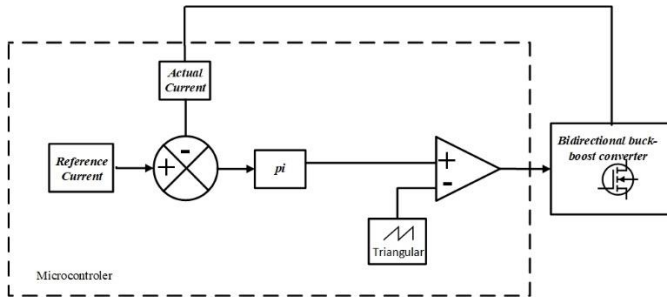 Actual
Current
-
Reference
Current
+
pi
+
-
Bidirectional buck-
boost converter
Triangular
Microcontroler